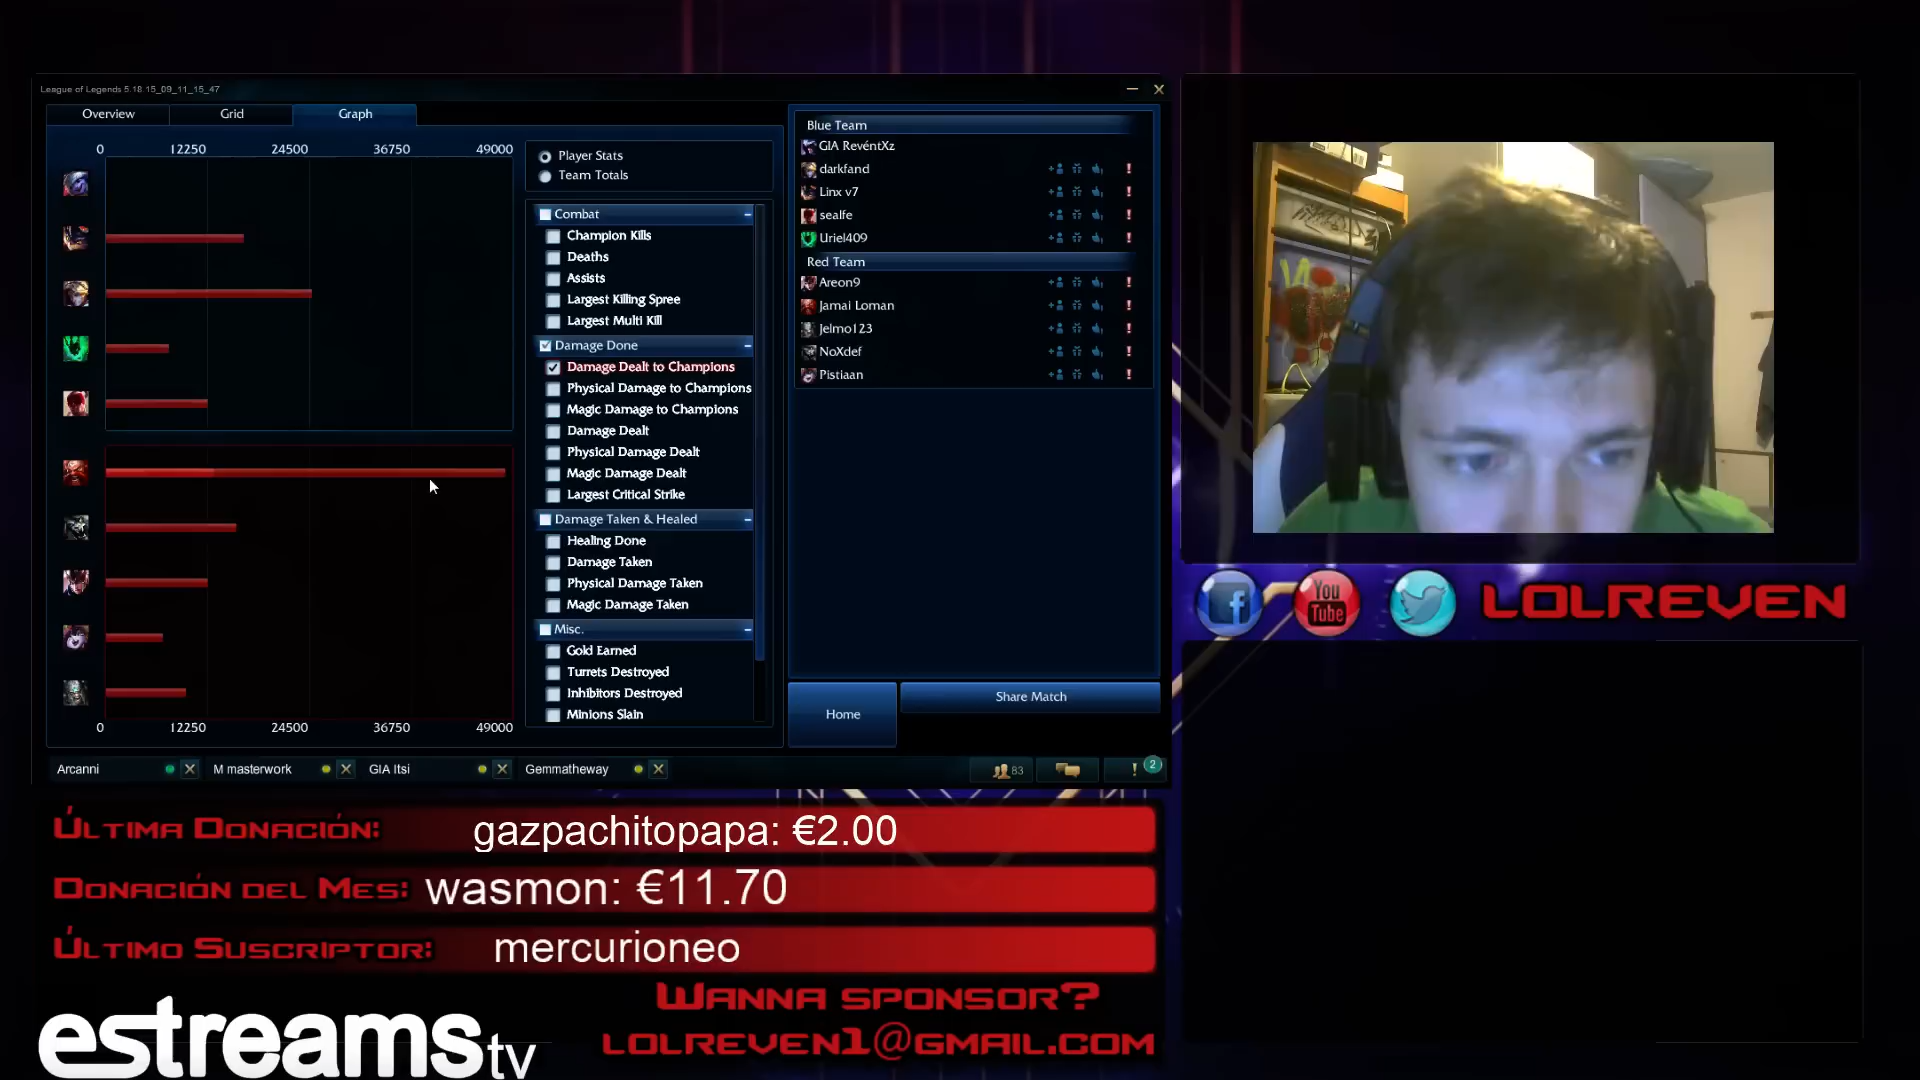 League of Legends 5.18 15_09_11_15_47
Overview
Grid
Graph
0 12250 24500 36750 49000
Player Stats
Team Totals
Combat
Champion Kills
Deaths
Assists
Largest Killing Spree
Largest Multi Kill
Damage Done
Damage Dealt to Champions
Physical Damage to Champions
Magic Damage to Champions
Damage Dealt
Physical Damage Dealt
Magic Damage Dealt
Largest Critical Strike
Damage Taken & Healed
Healing Done
Damage Taken
Physical Damage Taken
Magic Damage Taken
Misc.
Gold Earned
Turrets Destroyed
Inhibitors Destroyed
Minions Slain
0 12250 24500 36750 49000
Blue Team
GIA RevéntXz
darkfand
Linx v7
sealfe
Uriel409
Red Team
Areon9
Jamai Loman
Jelmo123
NoXdef
Pistiaan
Home
Share Match
Arcanni
M masterwork
GIA Itsi
Gemmatheway
83
2
You Tube
LOLREVEN
Última Donación: gazpachitopapa: €2.00
Donación del Mes: wasmon: €11.70
Último Suscriptor: mercurioneo
Wanna sponsor?
lolreven1@gmail.com
estreams tv